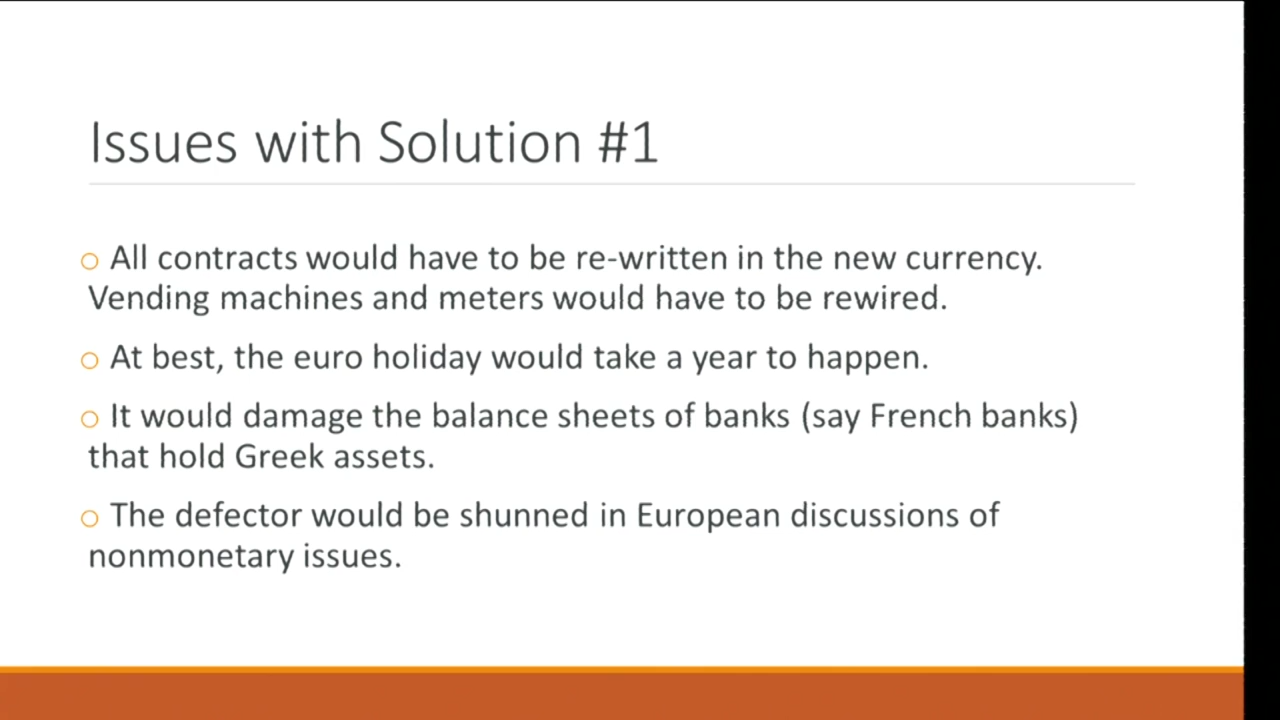 Issues with Solution #1
o All contracts would have to be re-written in the new currency.
Vending machines and meters would have to be rewired.
o At best, the euro holiday would take a year to happen.
o It would damage the balance sheets of banks (say French banks)
that hold Greek assets.
o The defector would be shunned in European discussions of
nonmonetary issues.